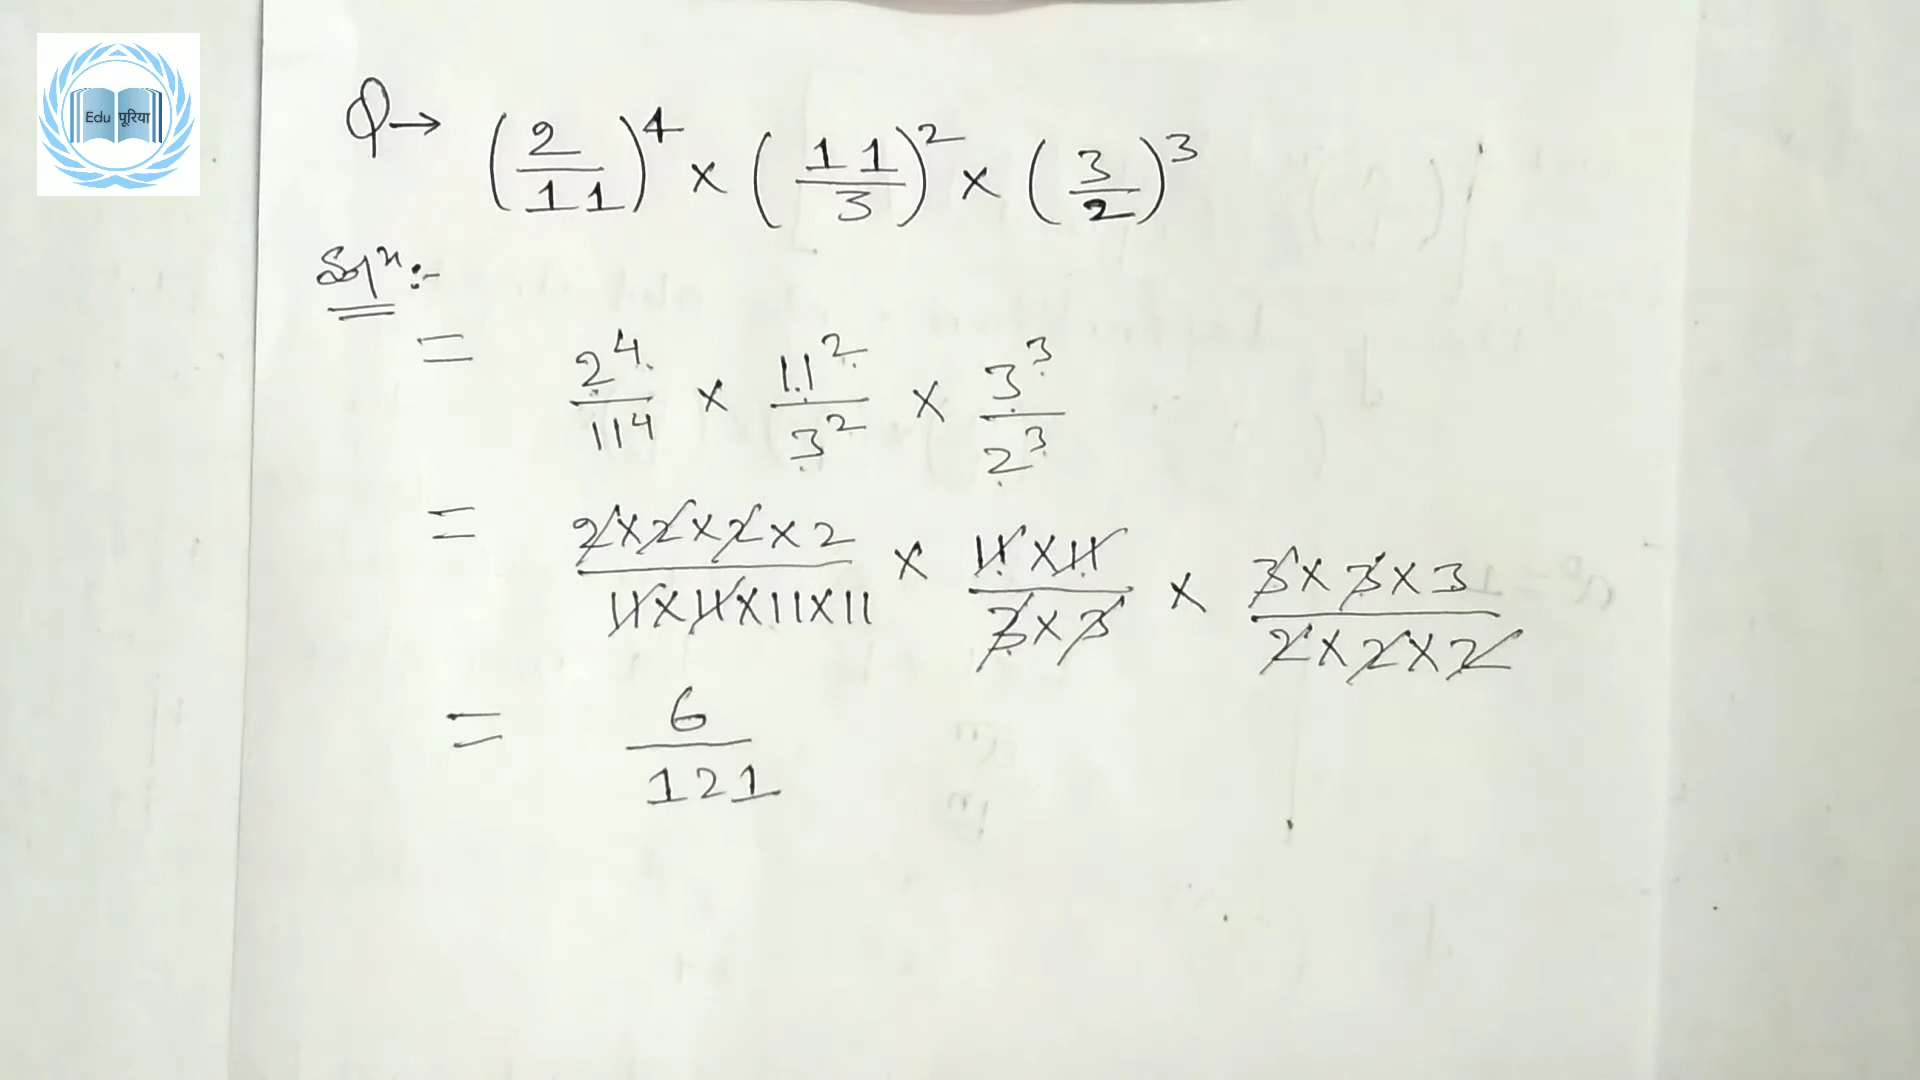 Edu पूरिया
Q→ (2/11)^4 × (11/3)^2 × (3/2)^3
Sol^n :-
= 2^4/11^4 × 11^2/3^2 × 3^3/2^3
= 2×2×2×2/11×11×11×11 × 11×11/3×3 × 3×3×3/2×2×2
= 6/121